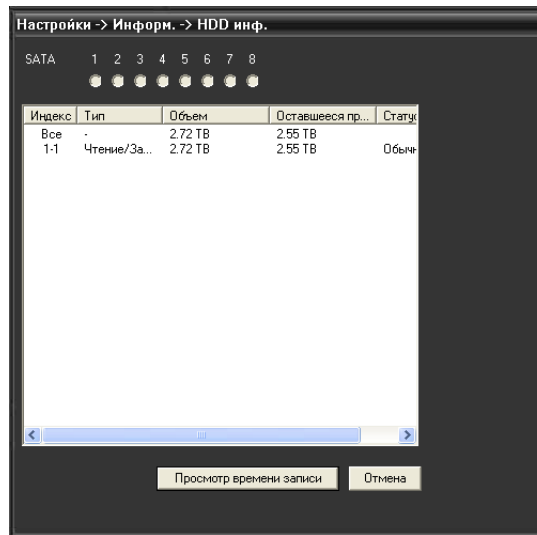 Настройки -> Информ. -> HDD инф.
SATA 1 2 3 4 5 6 7 8
Индекс Тип Объем Оставшееся пр... Статус
Все - 2.72 TB 2.55 TB
1-1 Чтение/За... 2.72 TB 2.55 TB Обычн
Просмотр времени записи Отмена